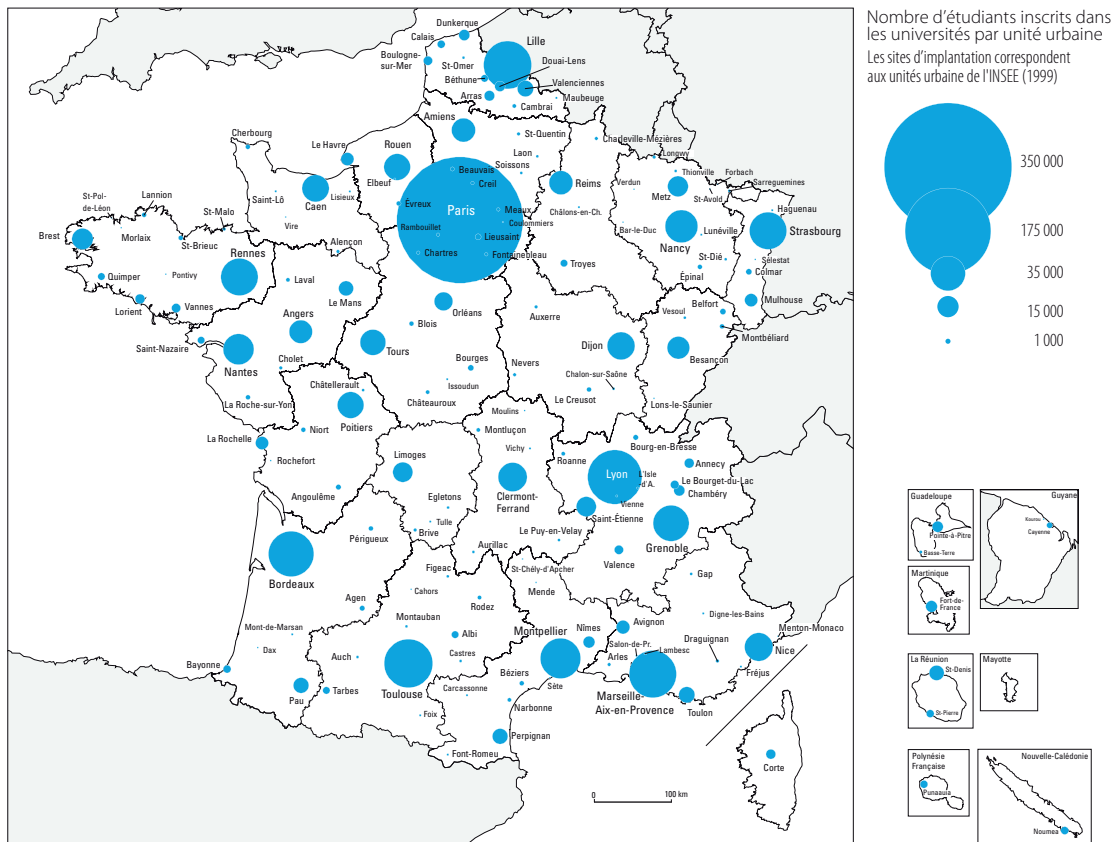 Nombre d'étudiants inscrits dans
les universités par unité urbaine
Les sites d'implantation correspondent
aux unités urbaine de l'INSEE (1999)
350 000
175 000
35 000
15 000
1 000
Dunkerque
Calais
Lille
Boulogne-
sur-Mer
St-Omer
Douai-Lens
Béthune
Valenciennes
Arras
Maubeuge
Cambrai
Amiens
St-Quentin
Cherbourg
Charleville-Mézières
Le Havre
Rouen
Laon
Longwy
Soissons
Thionville
Forbach
Beauvais
Sarreguemines
Elbeuf
Creil
Reims
Verdun
Metz
St-Avold
Saint-Lô
Caen
Lisieux
St-Pol-
de-Léon
Lannion
Évreux
Meaux
Châlons-en-Ch.
Haguenau
Paris
Coulommiers
St-Malo
Vire
Bar-le-Duc
Lunéville
Strasbourg
Brest
Morlaix
St-Brieuc
Rambouillet
Lieusaint
Nancy
Alençon
Chartres
Fontainebleau
St-Dié
Sélestat
Rennes
Troyes
Épinal
Colmar
Quimper
Pontivy
Laval
Le Mans
Mulhouse
Lorient
Vannes
Orléans
Auxerre
Belfort
Vesoul
Angers
Blois
Montbéliard
Saint-Nazaire
Tours
Dijon
Besançon
Nantes
Cholet
Bourges
Nevers
Châtellerault
Issoudun
Chalon-sur-Saône
La Roche-sur-Yon
Châteauroux
Le Creusot
Lons-le-Saunier
Poitiers
Moulins
Niort
Montluçon
La Rochelle
Bourg-en-Bresse
Vichy
Roanne
Rochefort
Limoges
Lyon
L'Isle
d'A.
Annecy
Le Bourget-du-Lac
Chambéry
Angoulême
Clermont-
Ferrand
Vienne
Egletons
Saint-Étienne
Tulle
Périgueux
Brive
Le Puy-en-Velay
Grenoble
Aurillac
Valence
Bordeaux
Figeac
St-Chély-d'Apcher
Gap
Cahors
Mende
Agen
Rodez
Digne-les-Bains
Montauban
Avignon
Menton-Monaco
Mont-de-Marsan
Albi
Montpellier
Nîmes
Draguignan
Salon-de-Pr.
Lambesc
Nice
Dax
Auch
Castres
Arles
Fréjus
Bayonne
Béziers
Toulouse
Sète
Marseille-
Aix-en-Provence
Pau
Tarbes
Carcassonne
Narbonne
Toulon
Foix
Perpignan
Font-Romeu
Corte
0
100 km
Guadeloupe
Pointe-à-Pitre
Basse-Terre
Guyane
Kourou
Cayenne
Martinique
Fort-de-
France
La Réunion
St-Denis
St-Pierre
Mayotte
Polynésie
Française
Punaauia
Nouvelle-Calédonie
Noumea